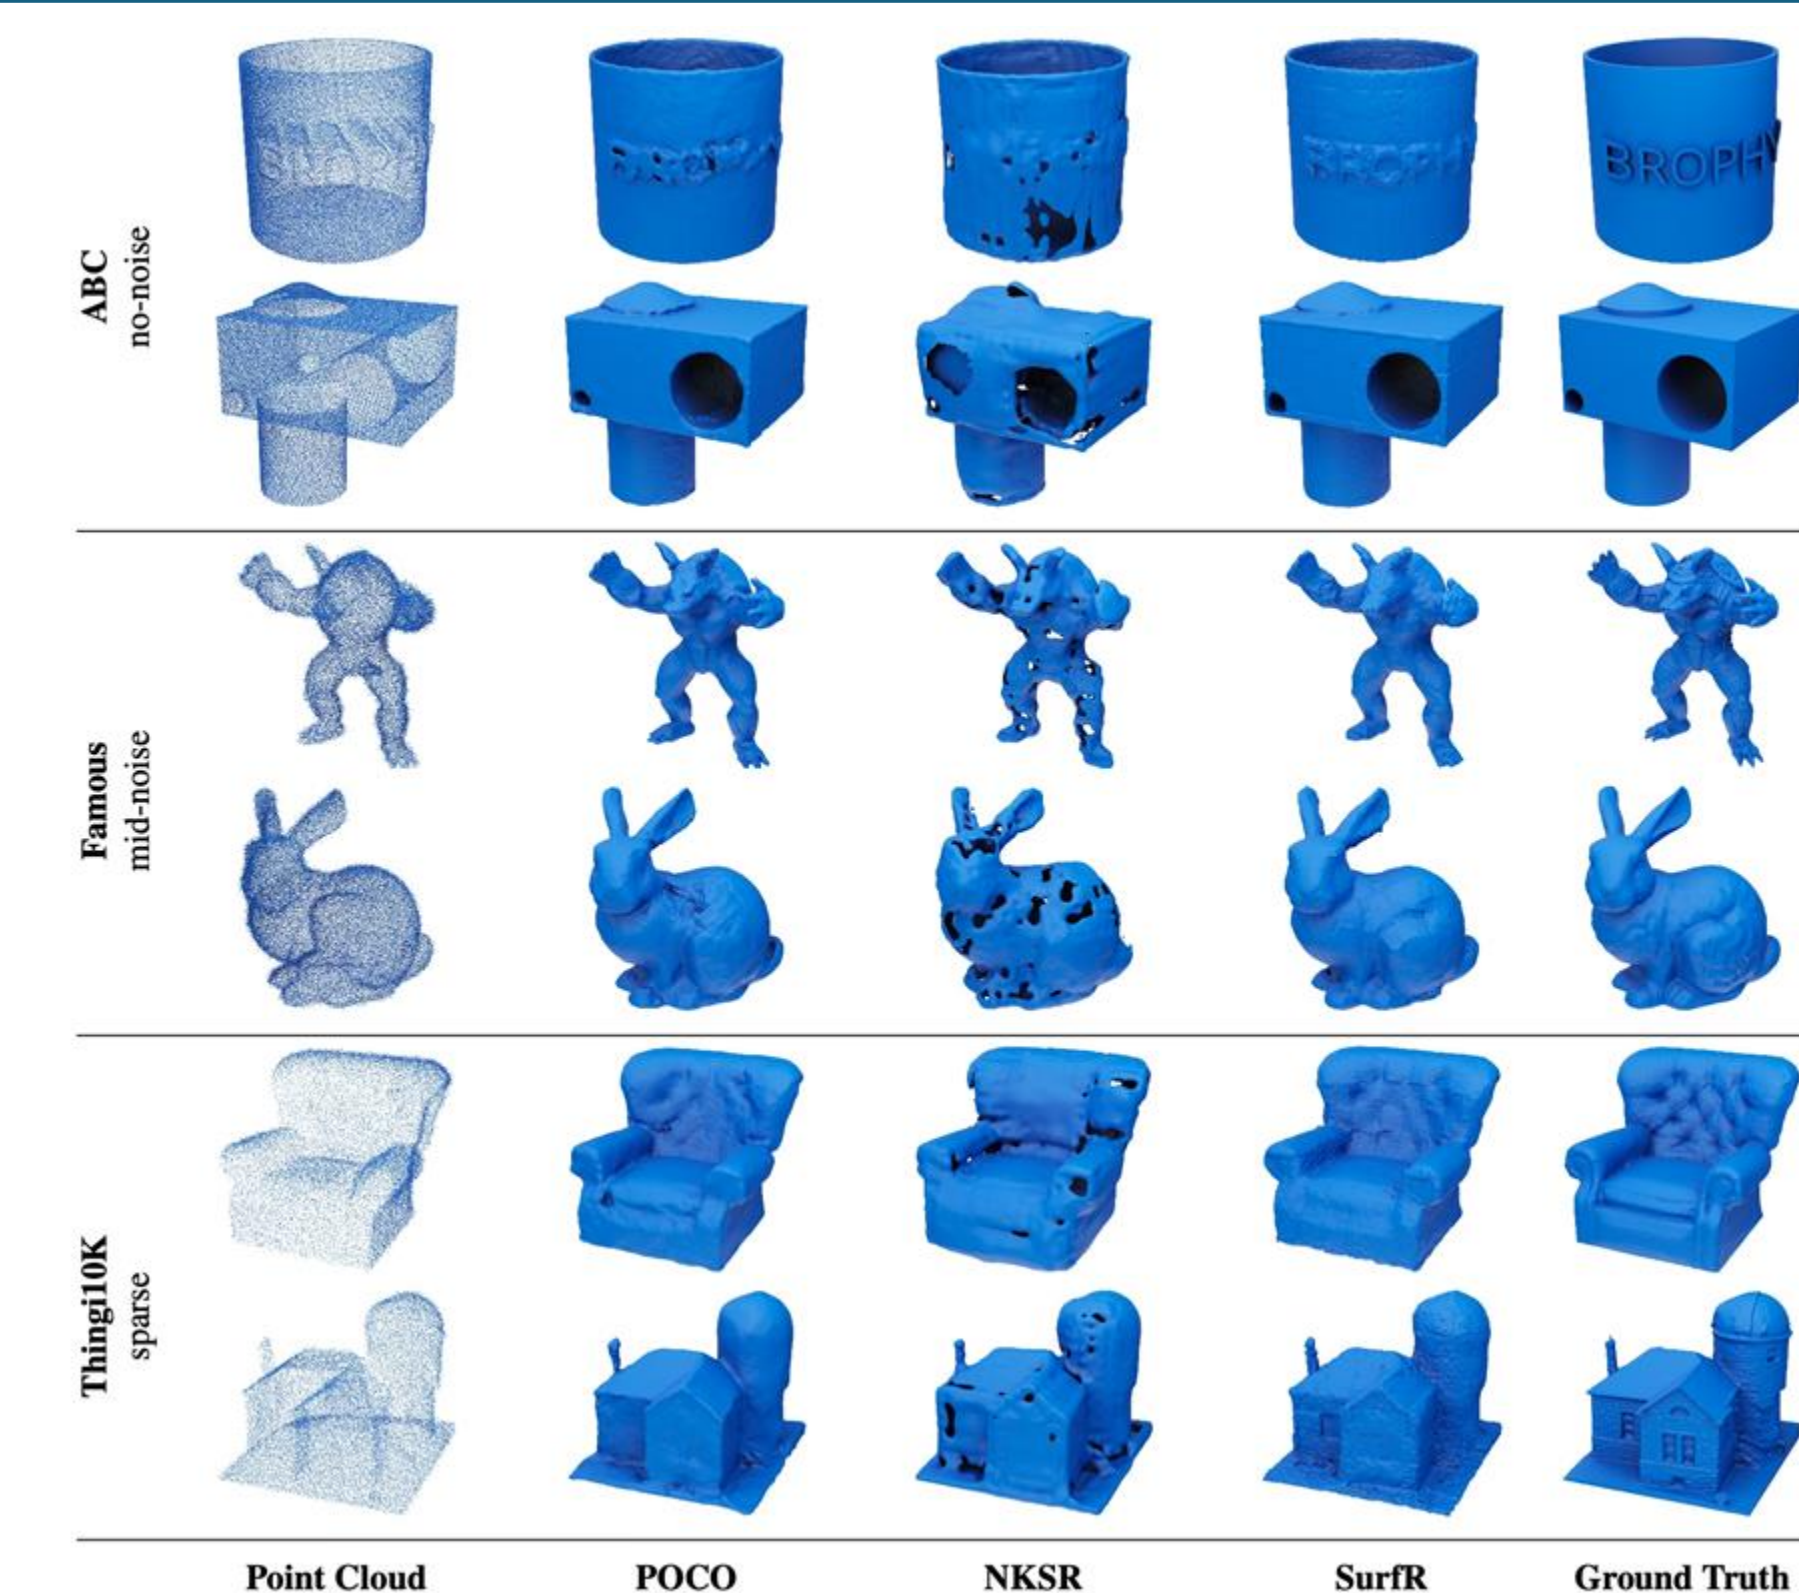 ABC
no-noise
BROPHY
Famous
mid-noise
Thingi10K
sparse
Point Cloud
POCO
NKSR
SurfR
Ground Truth